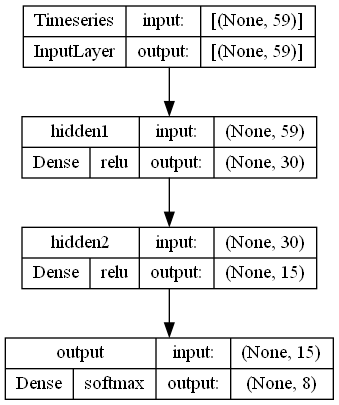 Timeseries input: [(None, 59)]
InputLayer output: [(None, 59)]
hidden1 input: (None, 59)
Dense relu output: (None, 30)
hidden2 input: (None, 30)
Dense relu output: (None, 15)
output input: (None, 15)
Dense softmax output: (None, 8)